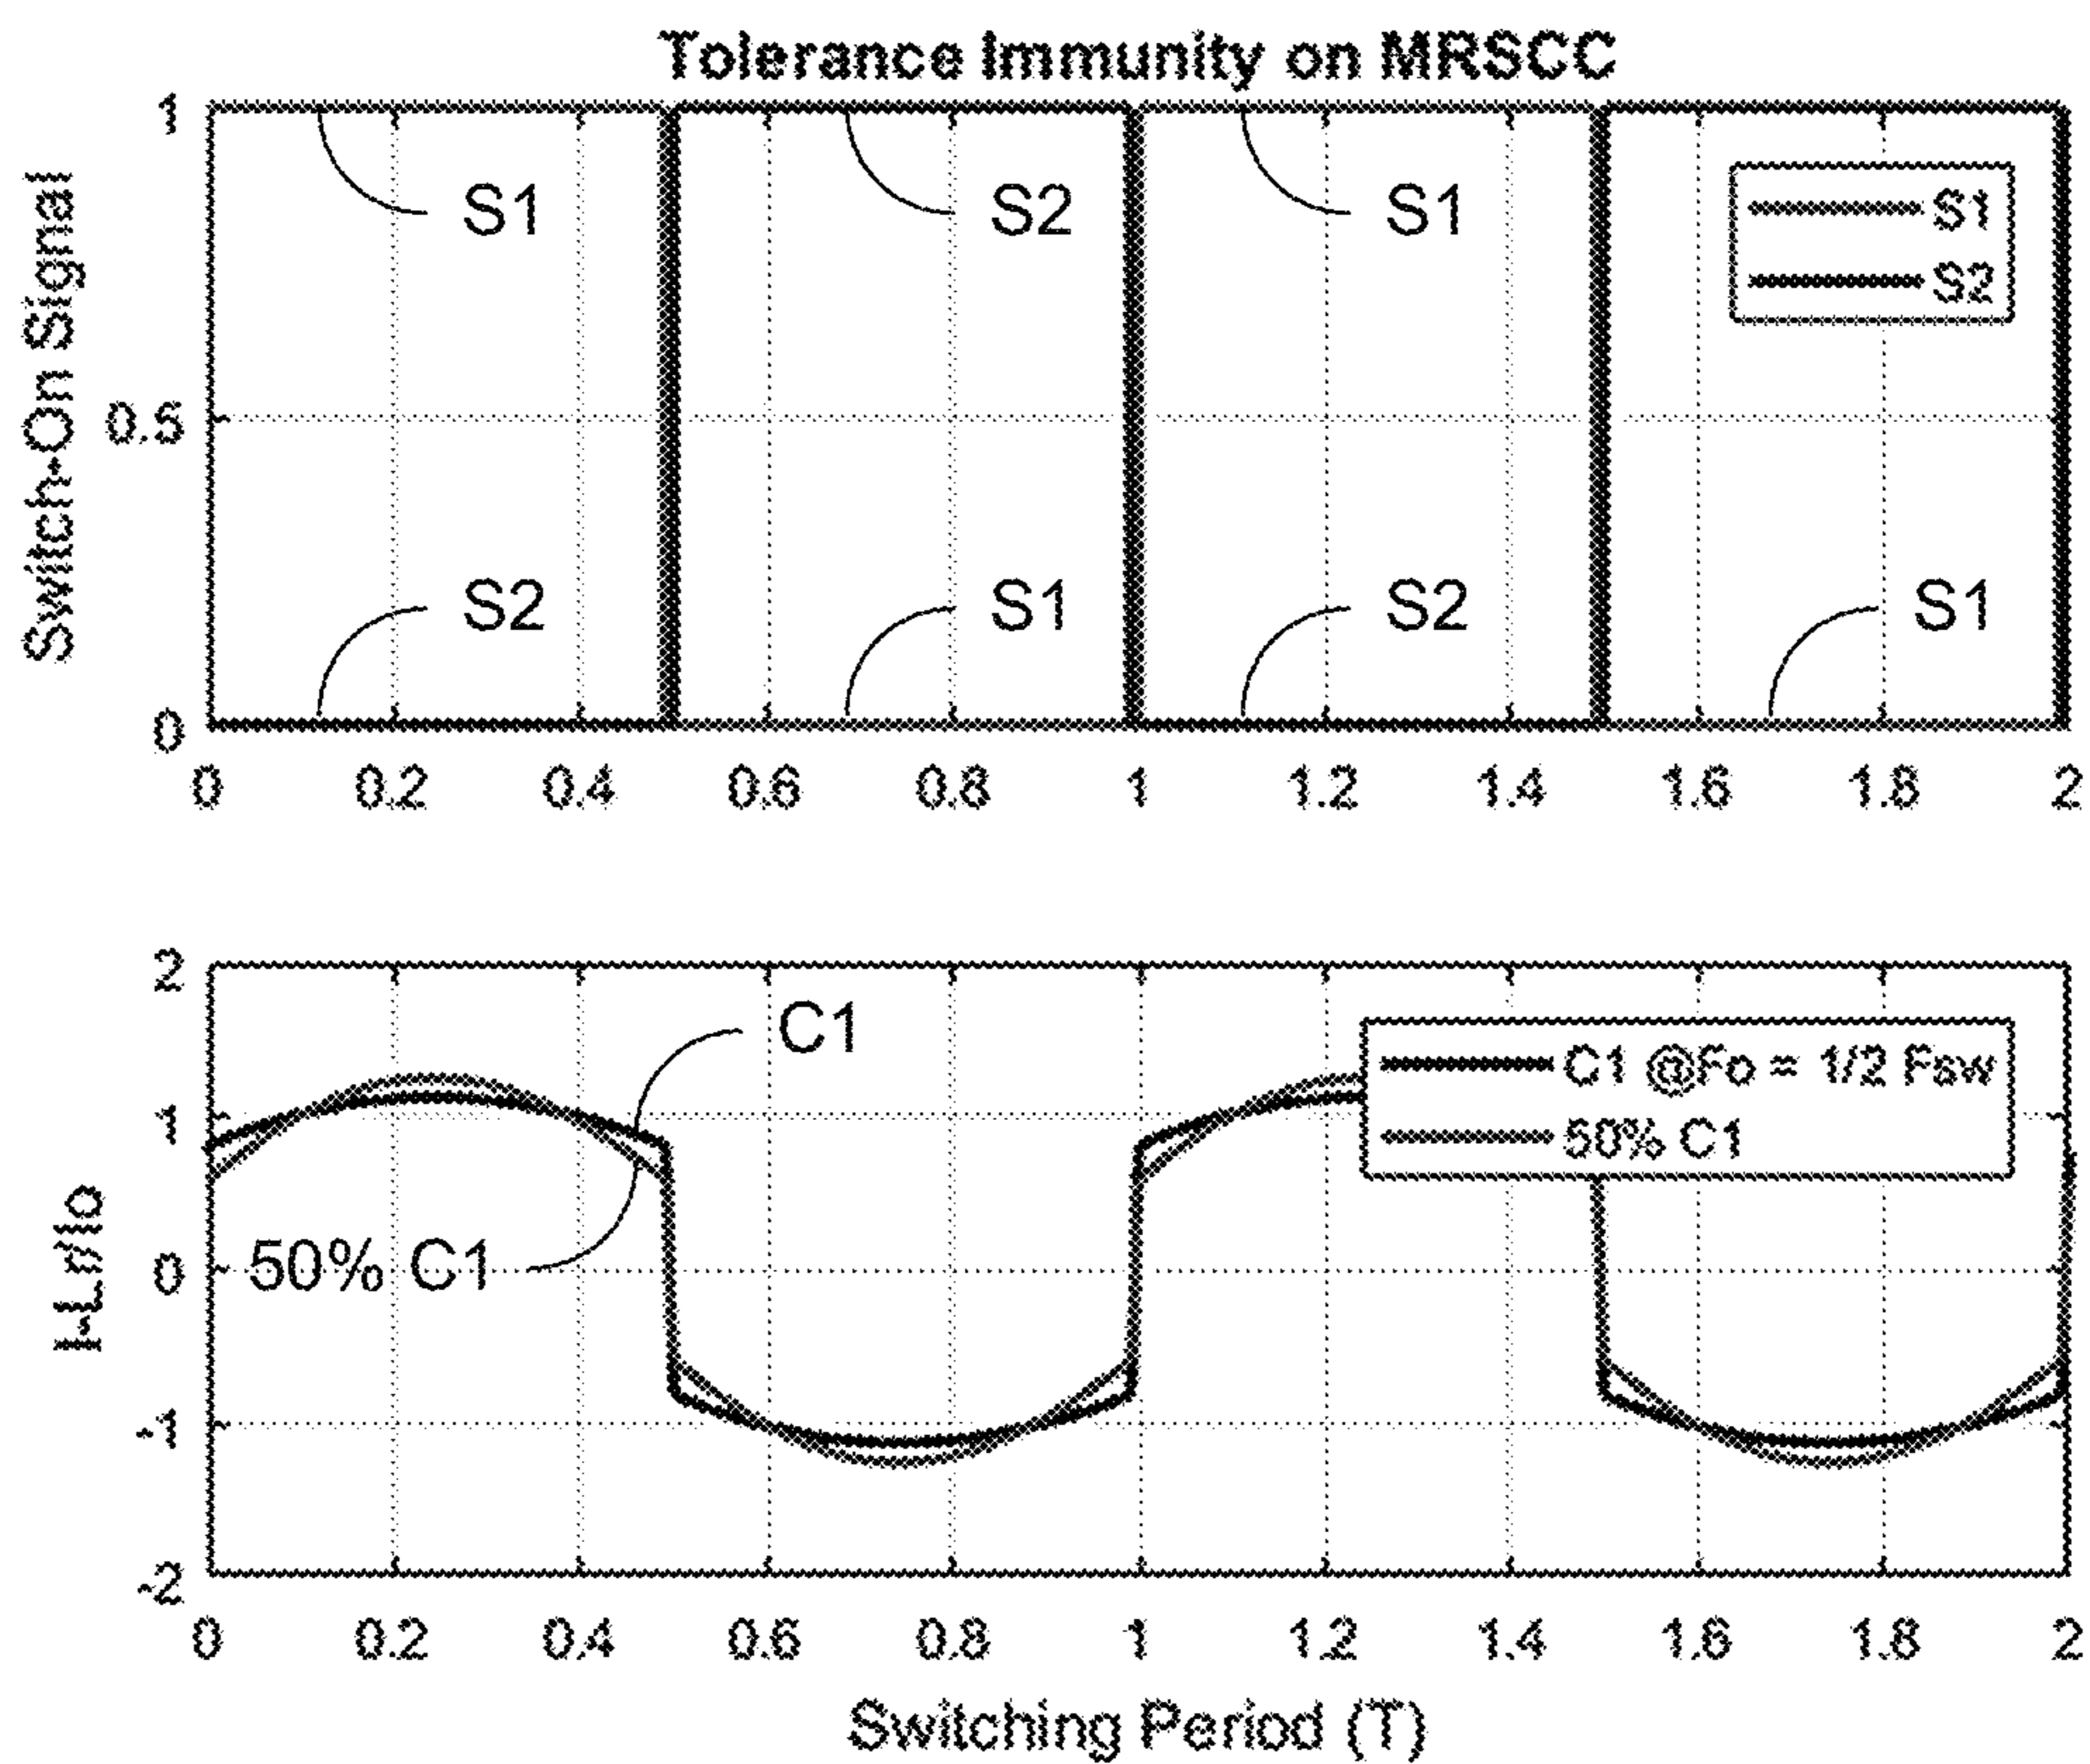 Tolerance Immunity on MRSCC
Switch-On Signal
1
0.5
0
S1
S2
S1
S1
S2
S2
S1
S2
S1
0
0.2
0.4
0.6
0.8
1
1.2
1.4
1.6
1.8
2
I-Lr/Io
2
1
0
-1
-2
C1
50% C1
C1 @Fo = 1/2 Fsw
50% C1
0
0.2
0.4
0.6
0.8
1
1.2
1.4
1.6
1.8
2
Switching Period (T)